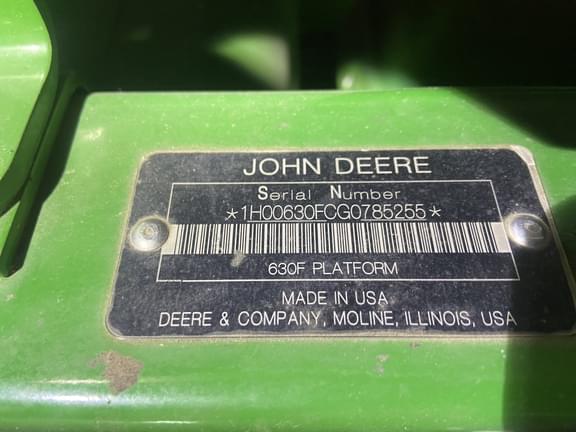 JOHN DEERE
Serial Number
*1H00630FCG0785255*
630F PLATFORM
MADE IN USA
DEERE & COMPANY, MOLINE, ILLINOIS, USA